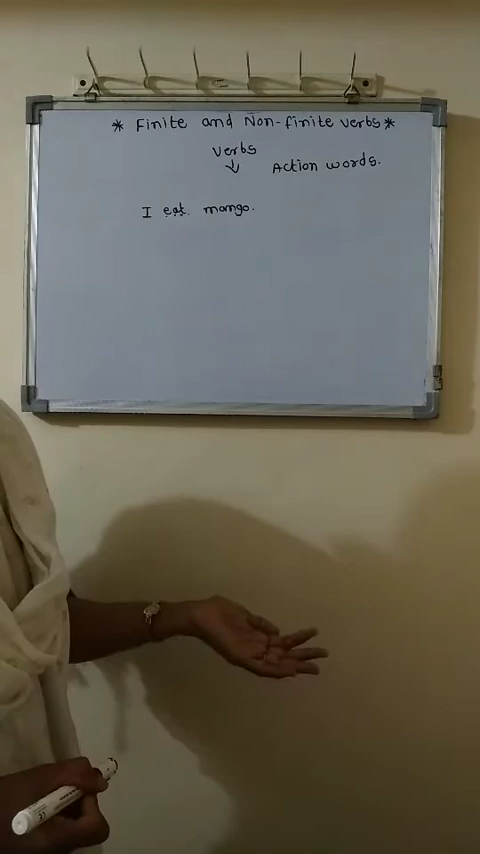 * Finite and Non-finite verbs *
Verbs
↓ Action words.
I eat. mango.